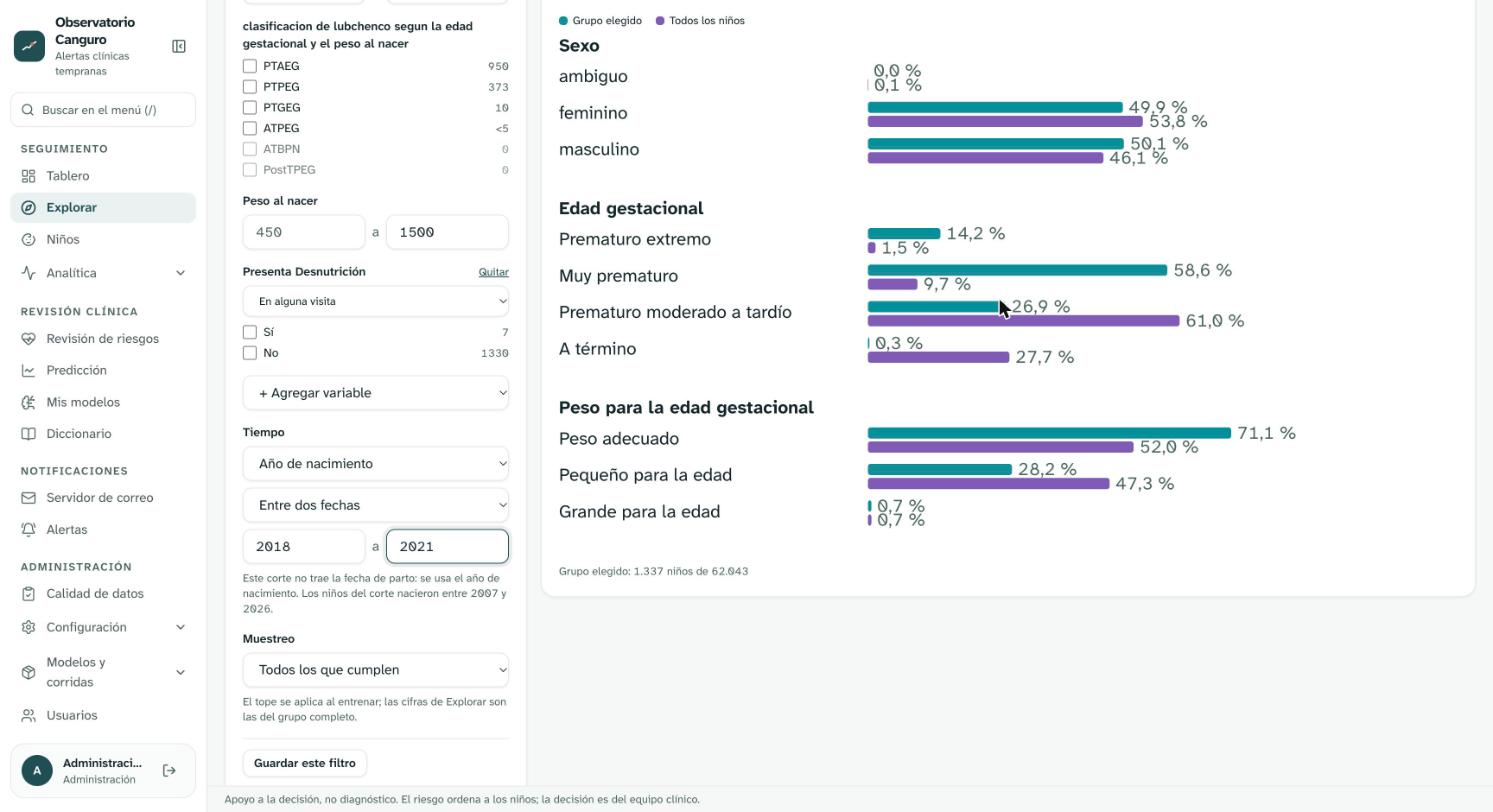 Observatorio
Canguro
Alertas clínicas
tempranas
Buscar en el menú (/)
SEGUIMIENTO
Tablero
Explorar
Niños
Analítica
REVISIÓN CLÍNICA
Revisión de riesgos
Predicción
Mis modelos
Diccionario
NOTIFICACIONES
Servidor de correo
Alertas
ADMINISTRACIÓN
Calidad de datos
Configuración
Modelos y
corridas
Usuarios
A
Administraci...
Administración
clasificacion de lubchenco segun la edad
gestacional y el peso al nacer
PTAEG 950
PTPEG 373
PTGEG 10
ATPEG <5
ATBPN 0
PostTPEG 0
Peso al nacer
450 a 1500
Presenta Desnutrición Quitar
En alguna visita
Sí 7
No 1330
+ Agregar variable
Tiempo
Año de nacimiento
Entre dos fechas
2018 a 2021
Este corte no trae la fecha de parto: se usa el año de
nacimiento. Los niños del corte nacieron entre 2007 y
2026.
Muestreo
Todos los que cumplen
El tope se aplica al entrenar; las cifras de Explorar son
las del grupo completo.
Guardar este filtro
Grupo elegido Todos los niños
Sexo
ambiguo 0,0 %
0,1 %
feminino 49,9 %
53,8 %
masculino 50,1 %
46,1 %
Edad gestacional
Prematuro extremo 14,2 %
1,5 %
Muy prematuro 58,6 %
9,7 %
Prematuro moderado a tardío 26,9 %
61,0 %
A término 0,3 %
27,7 %
Peso para la edad gestacional
Peso adecuado 71,1 %
52,0 %
Pequeño para la edad 28,2 %
47,3 %
Grande para la edad 0,7 %
0,7 %
Grupo elegido: 1.337 niños de 62.043
Apoyo a la decisión, no diagnóstico. El riesgo ordena a los niños; la decisión es del equipo clínico.